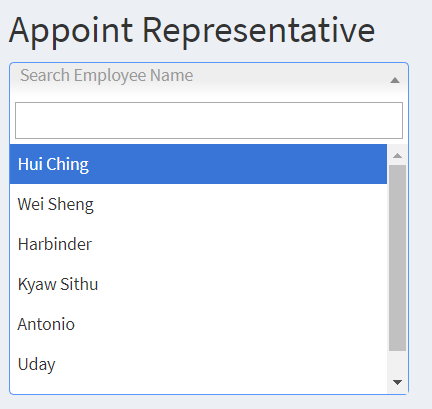 Appoint Representative
Search Employee Name
Hui Ching
Wei Sheng
Harbinder
Kyaw Sithu
Antonio
Uday